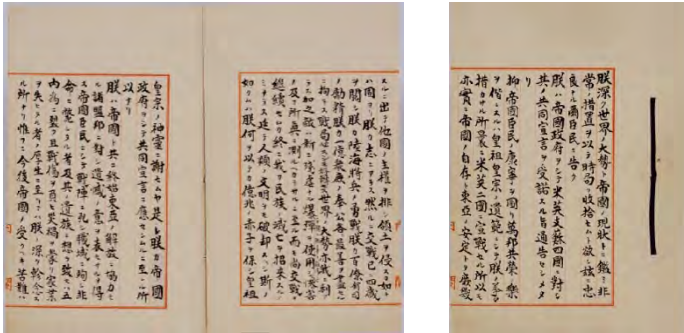 朕深ク世界ノ大勢ト帝國ノ現状トニ鑑ミ非
常ノ措置ヲ以テ時局ヲ收拾セムト欲シ茲ニ忠
良ナル爾臣民ニ告ク
朕ハ帝國政府ヲシテ米英支蘇四國ニ對シ
其ノ共同宣言ヲ受諾スル旨通告セシメタ
リ
抑帝國臣民ノ康寧ヲ圖リ萬邦共榮ノ樂
ヲ偕ニスルハ皇祖皇宗ノ遺範ニシテ朕ノ拳々
措カサル所曩ニ米英二國ニ宣戰セル所以モ
亦實ニ帝國ノ自存ト東亞ノ安定トヲ庶幾
スルニ出テ他國ノ主權ヲ排シ領土ヲ侵スカ如
キハ固ヨリ朕カ志ニアラス然ルニ交戰已ニ四歳
ヲ閲シ朕カ陸海將兵ノ勇戰朕カ百僚有司
ノ勵精朕カ一億衆庶ノ奉公各最善ヲ盡セル
ニ拘ラス戰局必スシモ好轉セス世界ノ大勢亦我ニ利
アラス加之敵ハ新ニ殘虐ナル爆彈ヲ使用シテ慘害ノ
及フ所眞ニ測ルヘカラサルニ至ル而モ尚交戰ヲ
繼續セムカ終ニ我カ民族ノ滅亡ヲ招來スルノ
ミナラス延テ人類ノ文明ヲモ破却スヘシ斯ノ
如クムハ朕何ヲ以テカ億兆ノ赤子ヲ保シ皇祖
皇宗ノ神靈ニ謝セムヤ是レ朕カ帝國
政府ヲシテ共同宣言ニ應セシムルニ至レル所
以ナリ
朕ハ帝國ト共ニ終始東亞ノ解放ニ協力セ
ル諸盟邦ニ對シ遺憾ノ意ヲ表セサルヲ得
ス帝國臣民ニシテ戰陣ニ死シ職域ニ殉シ非
命ニ斃レタル者及其ノ遺族ニ想ヲ致セハ五
内爲ニ裂ク且戰傷ヲ負ヒ災禍ヲ蒙リ家業
ヲ失ヒタル者ノ厚生ニ至リテハ朕ノ深ク軫念ス
ル所ナリ惟フニ今後帝國ノ受クヘキ苦難ハ